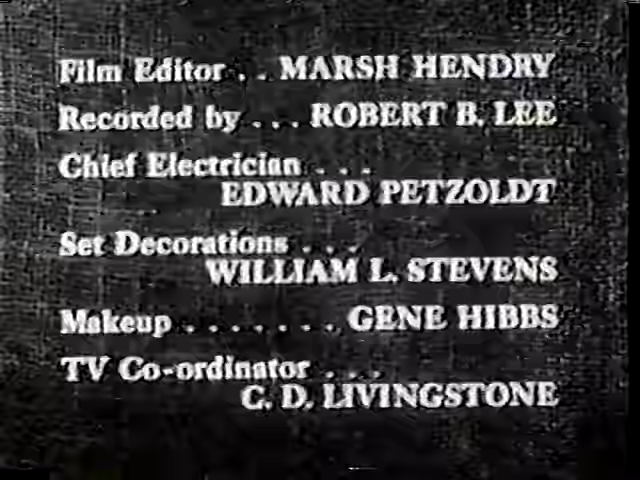 Film Editor . . MARSH HENDRY
Recorded by . . . ROBERT B. LEE
Chief Electrician . . .
EDWARD PETZOLDT
Set Decorations . . .
WILLIAM L. STEVENS
Makeup . . . . . . . GENE HIBBS
TV Co-ordinator . . .
C. D. LIVINGSTONE